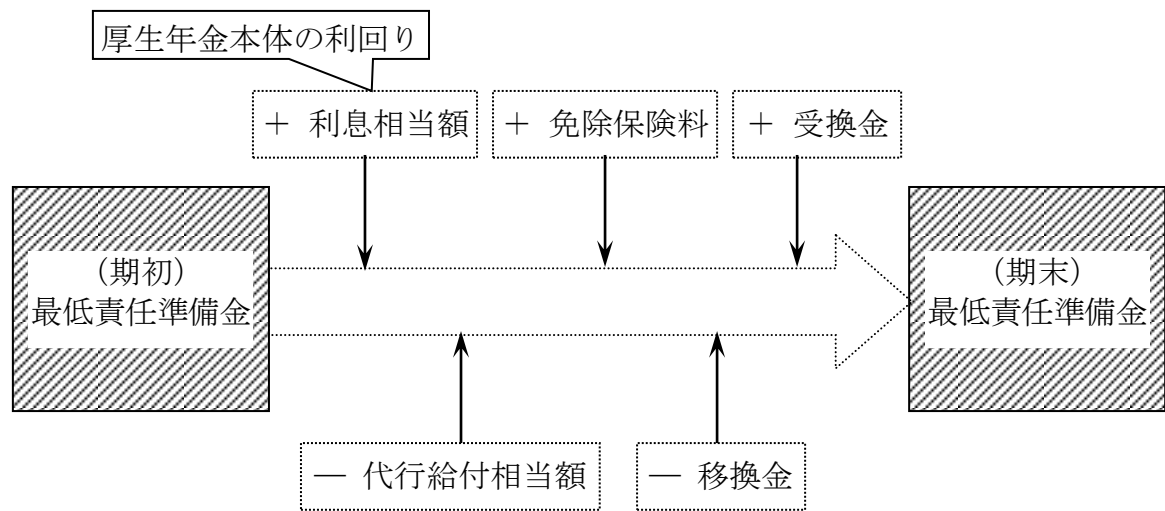 厚生年金本体の利回り
＋ 利息相当額
＋ 免除保険料
＋ 受換金
（期初）
最低責任準備金
（期末）
最低責任準備金
― 代行給付相当額
― 移換金